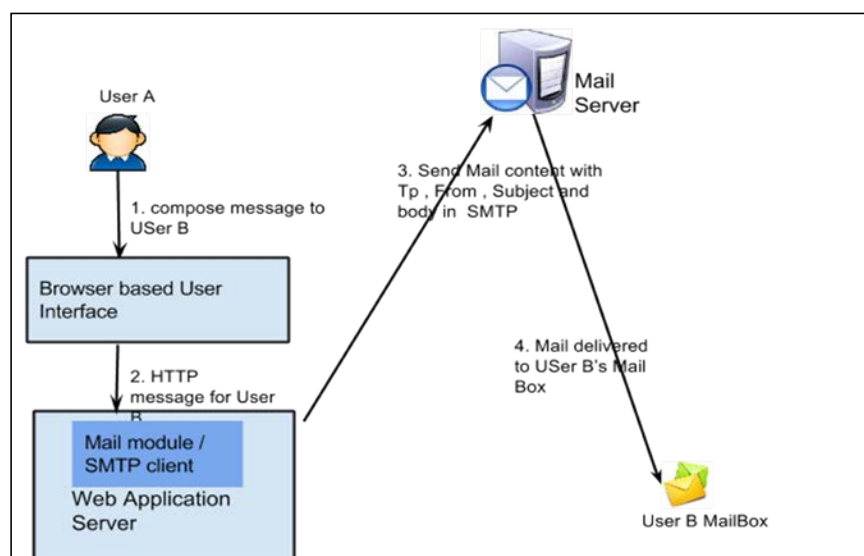 User A
1. compose message to
USer B
Browser based User
Interface
2. HTTP
message for User
B
Mail module /
SMTP client
Web Application
Server
3. Send Mail content with
Tp , From , Subject and
body in SMTP
Mail
Server
4. Mail delivered
to USer B's Mail
Box
User B MailBox